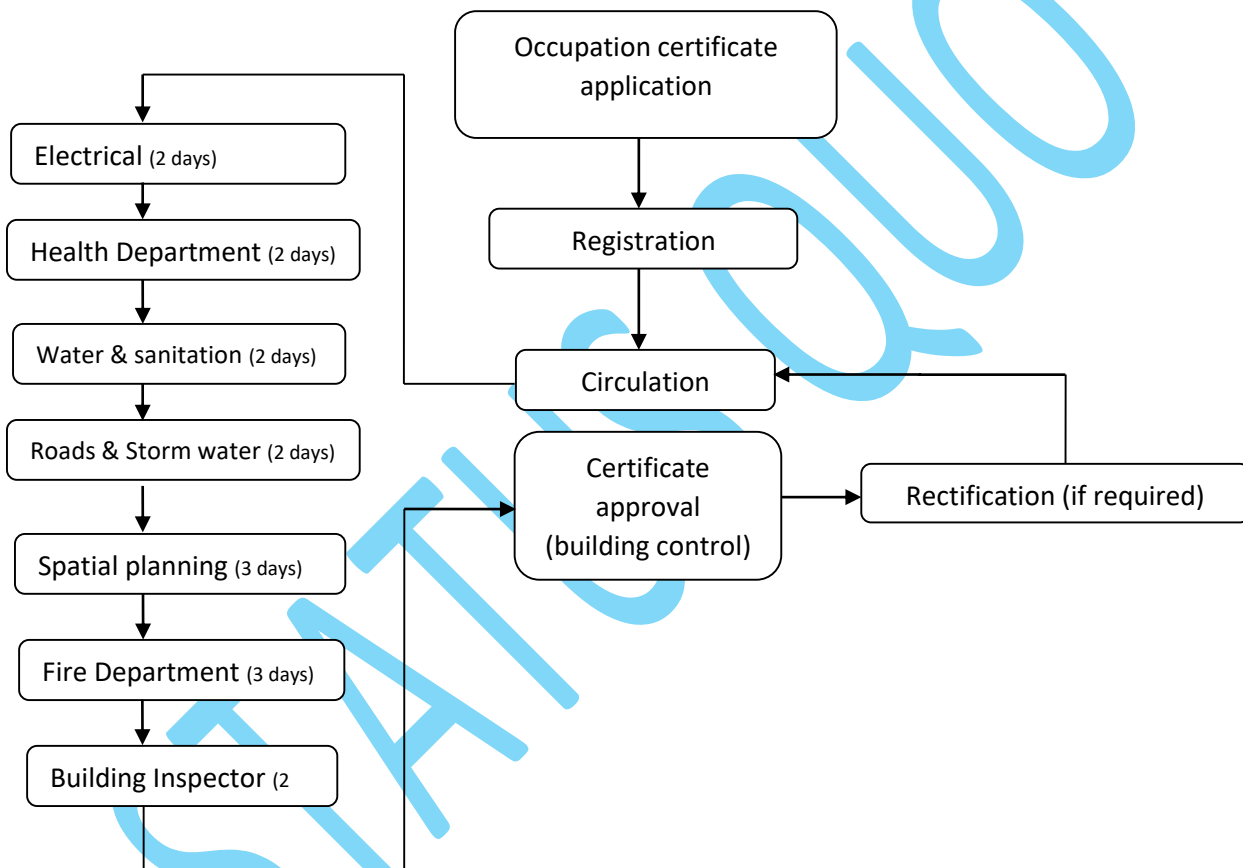 Occupation certificate
application
Registration
Circulation
Electrical (2 days)
Health Department (2 days)
Water & sanitation (2 days)
Roads & Storm water (2 days)
Spatial planning (3 days)
Fire Department (3 days)
Building Inspector (2
Certificate
approval
(building control)
Rectification (if required)
STATUS QUO